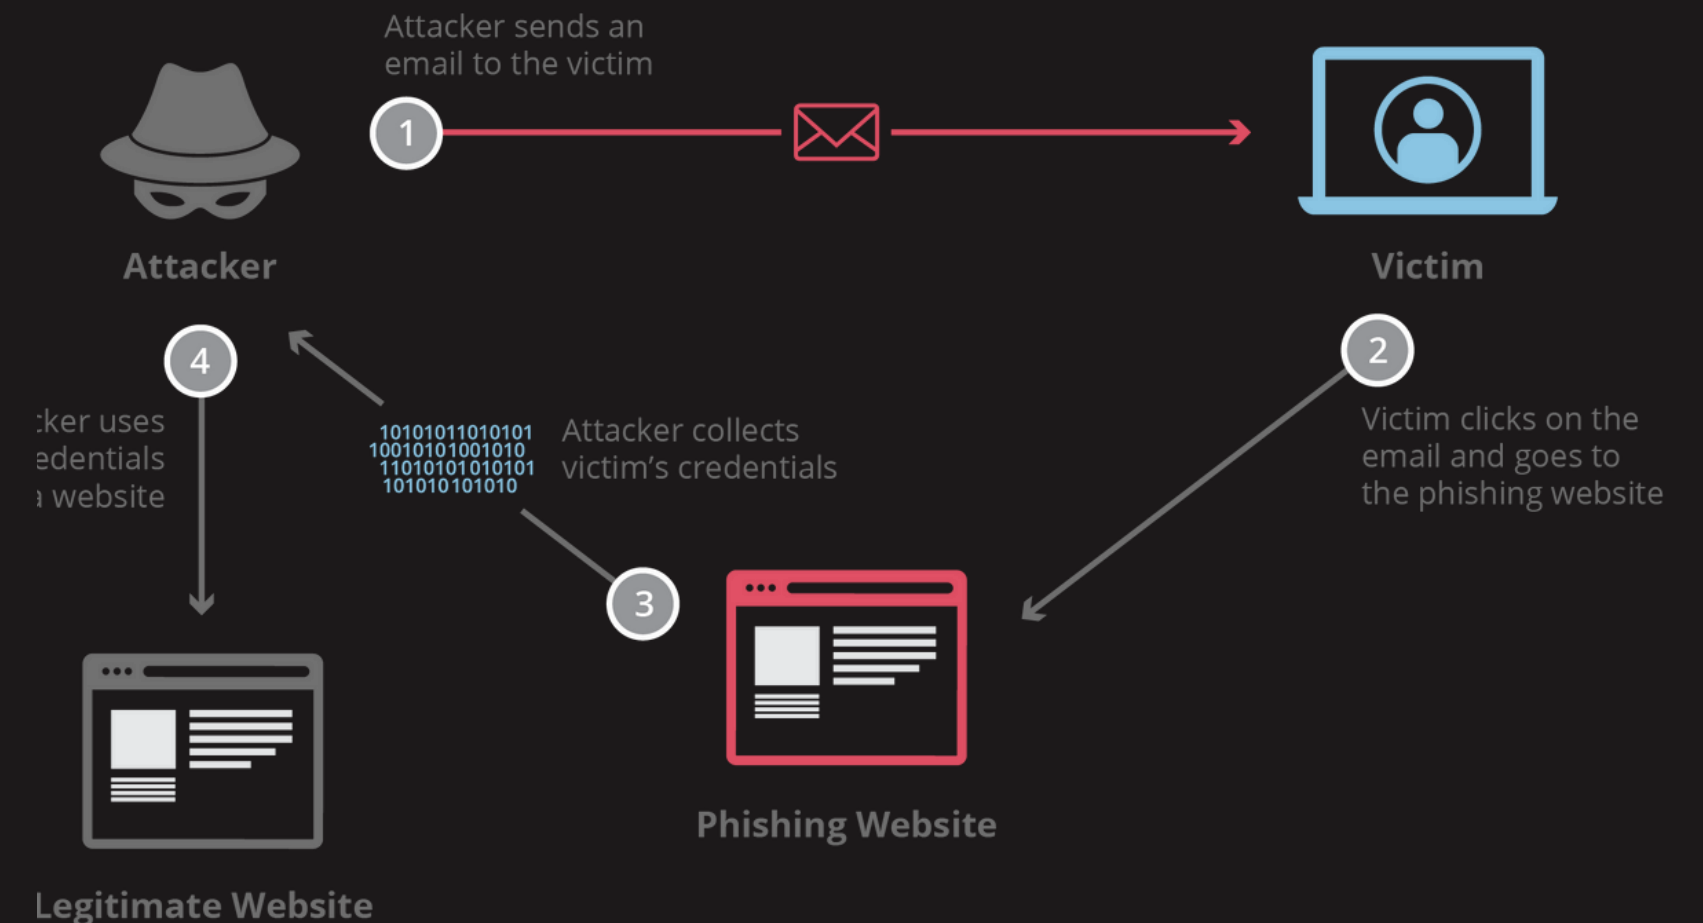 Attacker sends an
email to the victim
1
Attacker
Victim
4
2
cker uses
edentials
a website
10101011010101
10010101001010
11010101010101
101010101010
Attacker collects
victim's credentials
Victim clicks on the
email and goes to
the phishing website
3
Phishing Website
Legitimate Website